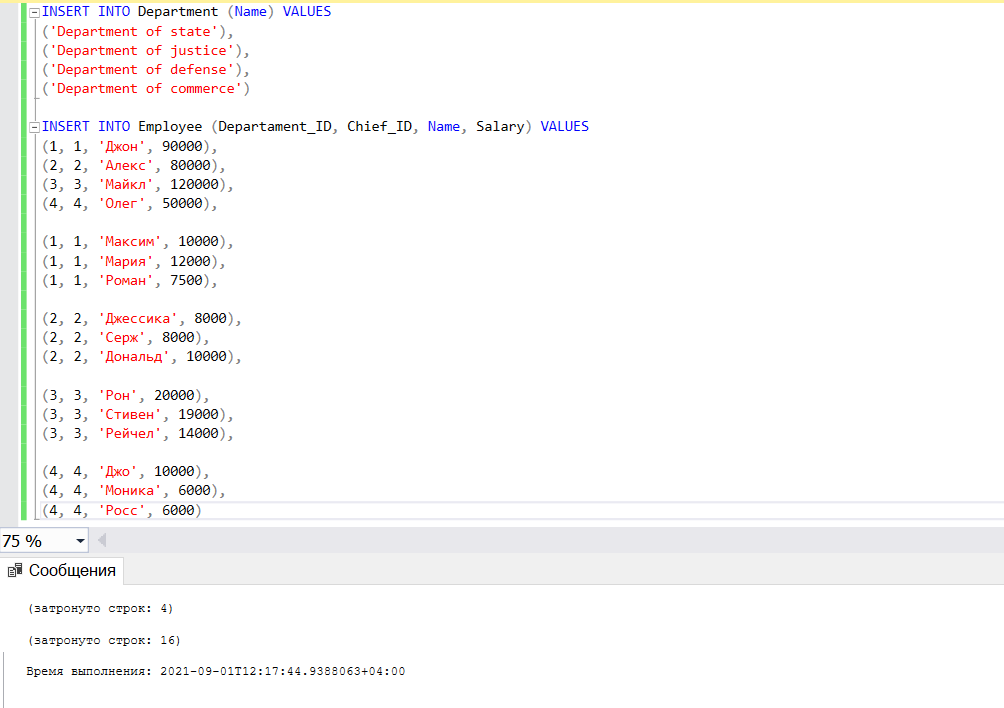 INSERT INTO Department (Name) VALUES
('Department of state'),
('Department of justice'),
('Department of defense'),
('Department of commerce')
INSERT INTO Employee (Departament_ID, Chief_ID, Name, Salary) VALUES
(1, 1, 'Джон', 90000),
(2, 2, 'Алекс', 80000),
(3, 3, 'Майкл', 120000),
(4, 4, 'Олег', 50000),
(1, 1, 'Максим', 10000),
(1, 1, 'Мария', 12000),
(1, 1, 'Роман', 7500),
(2, 2, 'Джессика', 8000),
(2, 2, 'Серж', 8000),
(2, 2, 'Дональд', 10000),
(3, 3, 'Рон', 20000),
(3, 3, 'Стивен', 19000),
(3, 3, 'Рейчел', 14000),
(4, 4, 'Джо', 10000),
(4, 4, 'Моника', 6000),
(4, 4, 'Росс', 6000)
75 %
Сообщения
(затронуто строк: 4)
(затронуто строк: 16)
Время выполнения: 2021-09-01T12:17:44.9388063+04:00